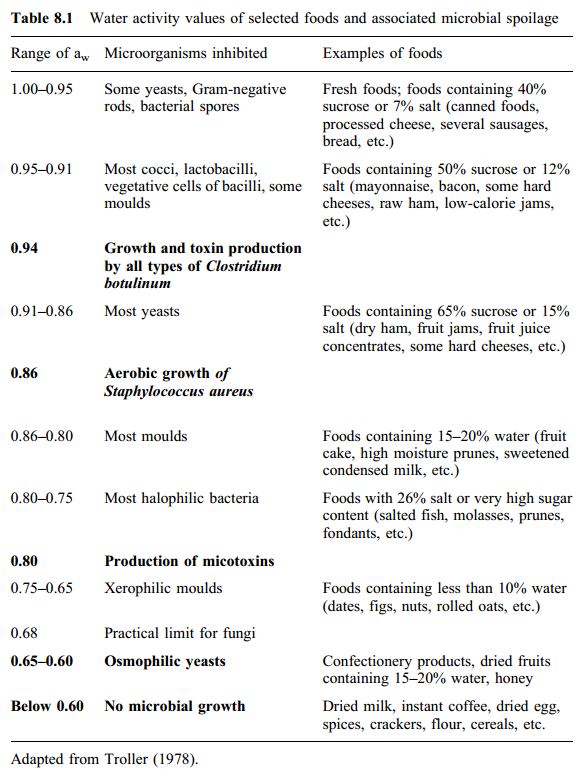 Table 8.1 Water activity values of selected foods and associated microbial spoilage
Range of aw Microorganisms inhibited Examples of foods
1.00–0.95 Some yeasts, Gram-negative Fresh foods; foods containing 40%
rods, bacterial spores sucrose or 7% salt (canned foods,
processed cheese, several sausages,
bread, etc.)
0.95–0.91 Most cocci, lactobacilli, Foods containing 50% sucrose or 12%
vegetative cells of bacilli, some salt (mayonnaise, bacon, some hard
moulds cheeses, raw ham, low-calorie jams,
etc.)
0.94 Growth and toxin production
by all types of Clostridium
botulinum
0.91–0.86 Most yeasts Foods containing 65% sucrose or 15%
salt (dry ham, fruit jams, fruit juice
concentrates, some hard cheeses, etc.)
0.86 Aerobic growth of
Staphylococcus aureus
0.86–0.80 Most moulds Foods containing 15–20% water (fruit
cake, high moisture prunes, sweetened
condensed milk, etc.)
0.80–0.75 Most halophilic bacteria Foods with 26% salt or very high sugar
content (salted fish, molasses, prunes,
fondants, etc.)
0.80 Production of micotoxins
0.75–0.65 Xerophilic moulds Foods containing less than 10% water
(dates, figs, nuts, rolled oats, etc.)
0.68 Practical limit for fungi
0.65–0.60 Osmophilic yeasts Confectionery products, dried fruits
containing 15–20% water, honey
Below 0.60 No microbial growth Dried milk, instant coffee, dried egg,
spices, crackers, flour, cereals, etc.
Adapted from Troller (1978).